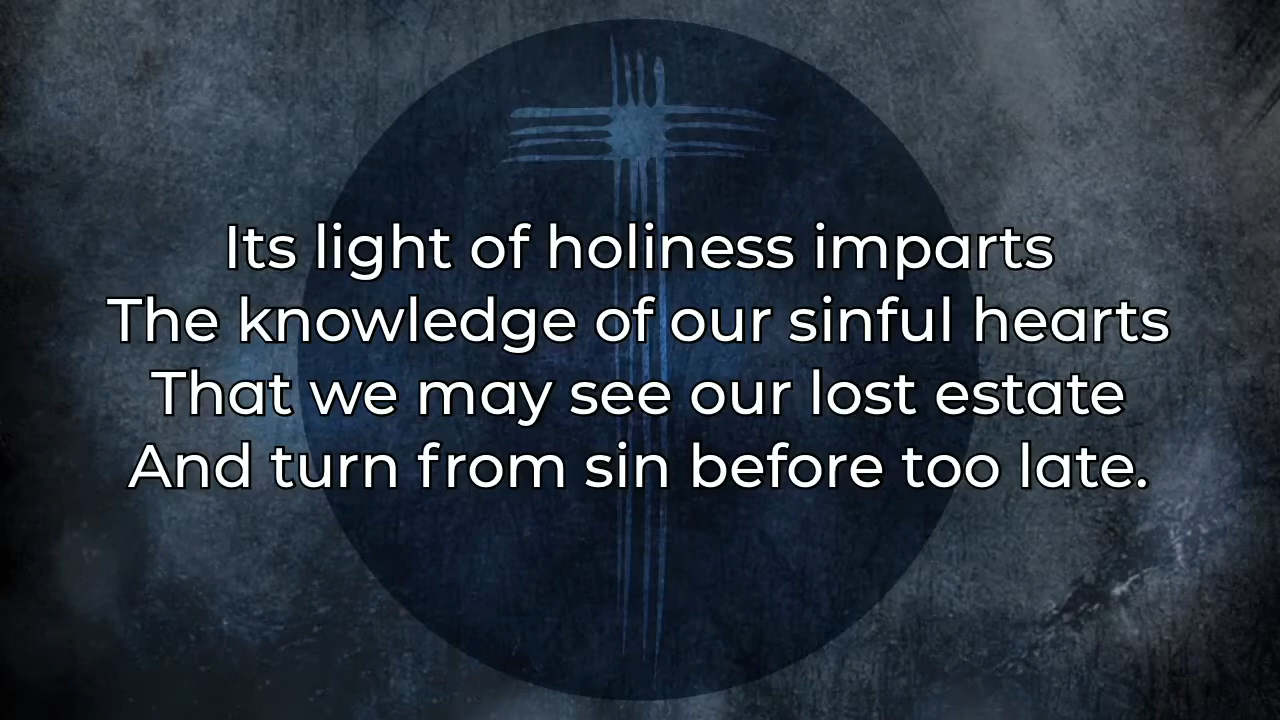 Its light of holiness imparts
The knowledge of our sinful hearts
That we may see our lost estate
And turn from sin before too late.